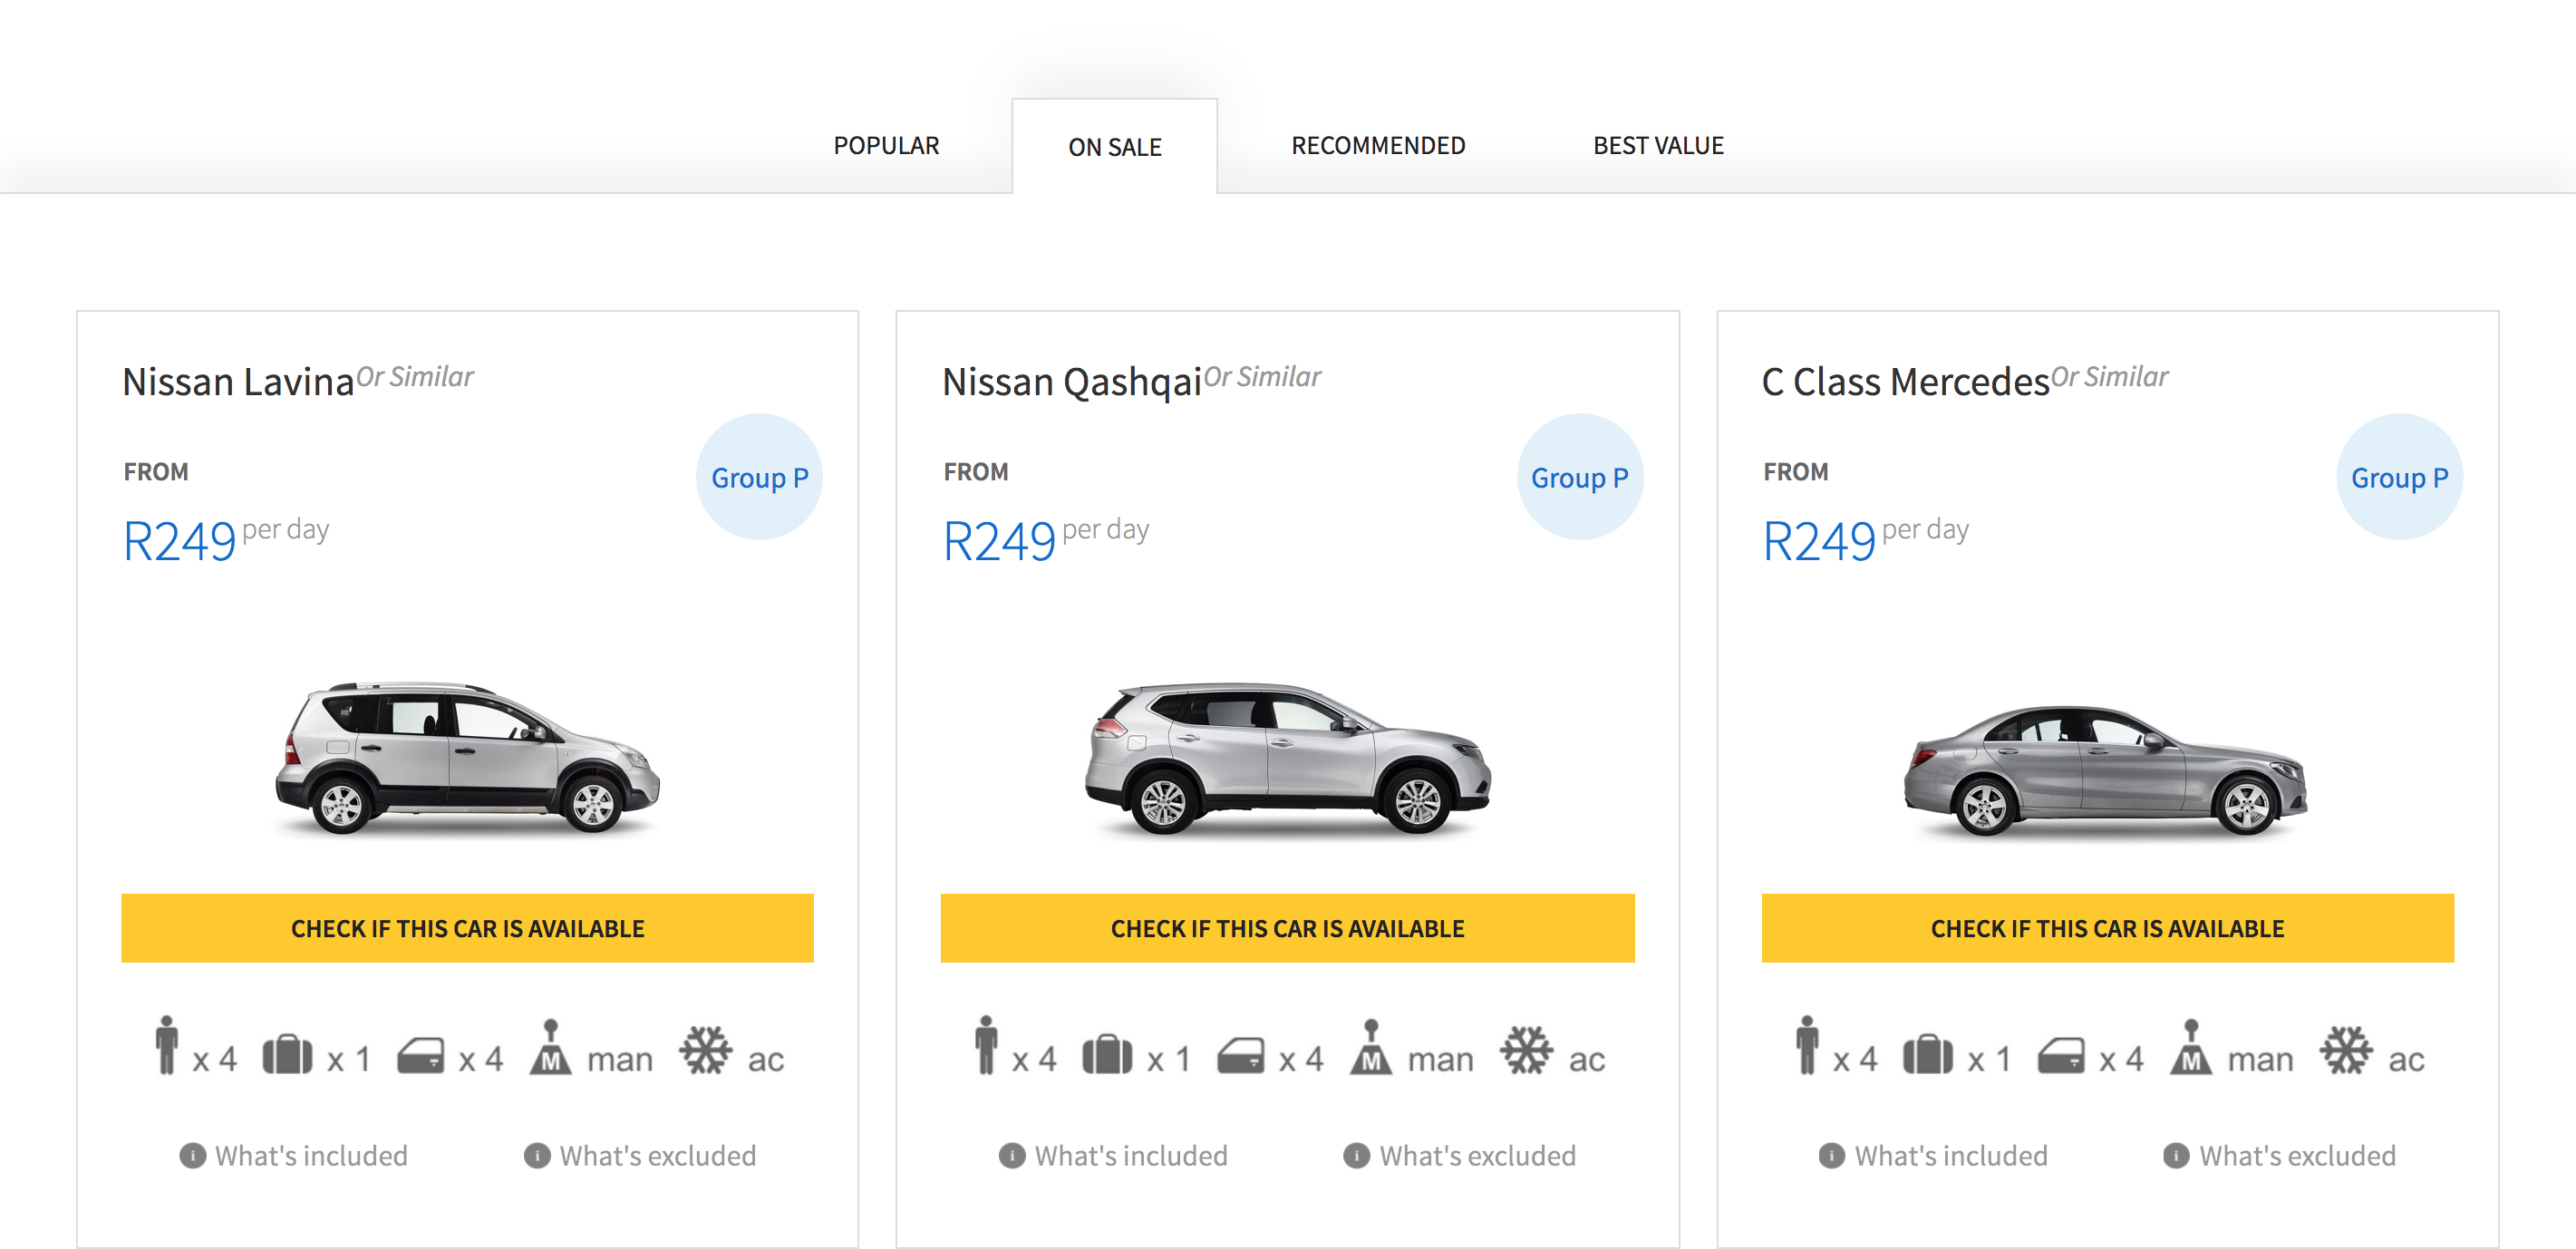 POPULAR
ON SALE
RECOMMENDED
BEST VALUE
Nissan Lavina Or Similar
Group P
FROM
R249 per day
CHECK IF THIS CAR IS AVAILABLE
x 4 x 1 x 4 M man ac
i What's included
i What's excluded
Nissan Qashqai Or Similar
Group P
FROM
R249 per day
CHECK IF THIS CAR IS AVAILABLE
x 4 x 1 x 4 M man ac
i What's included
i What's excluded
C Class Mercedes Or Similar
Group P
FROM
R249 per day
CHECK IF THIS CAR IS AVAILABLE
x 4 x 1 x 4 M man ac
i What's included
i What's excluded